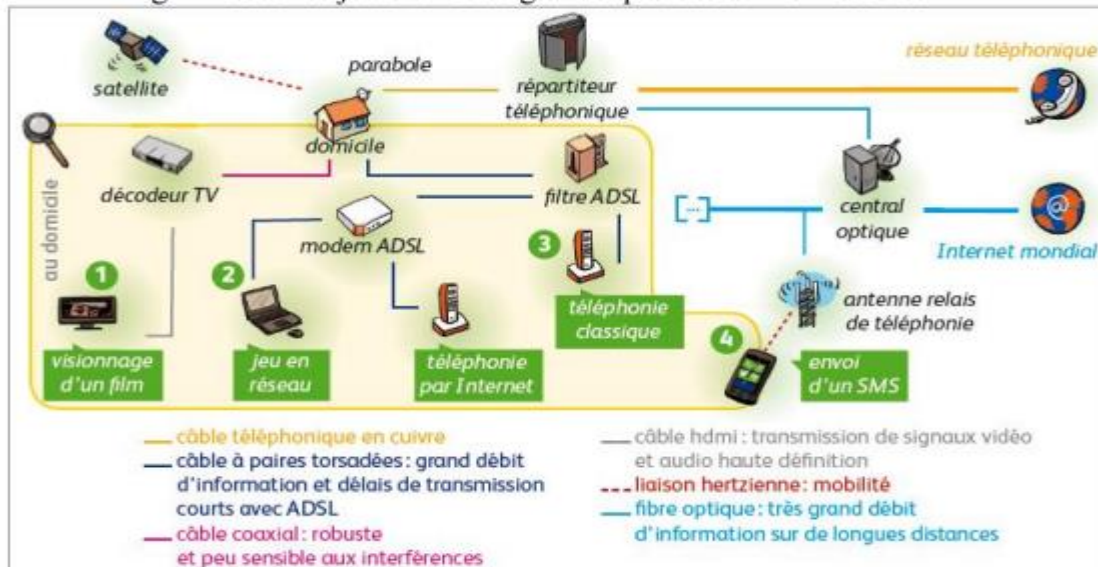 satellite
parabole
répartiteur
téléphonique
réseau téléphonique
domicile
décodeur TV
filtre ADSL
[...]
central
optique
au domicile
modem ADSL
Internet mondial
1
2
3
téléphonie
classique
antenne relais
de téléphonie
4
visionnage
d'un film
jeu en
réseau
téléphonie
par Internet
envoi
d'un SMS
câble téléphonique en cuivre
câble à paires torsadées : grand débit
d'information et délais de transmission
courts avec ADSL
câble coaxial : robuste
et peu sensible aux interférences
câble hdmi : transmission de signaux vidéo
et audio haute définition
liaison hertzienne : mobilité
fibre optique : très grand débit
d'information sur de longues distances